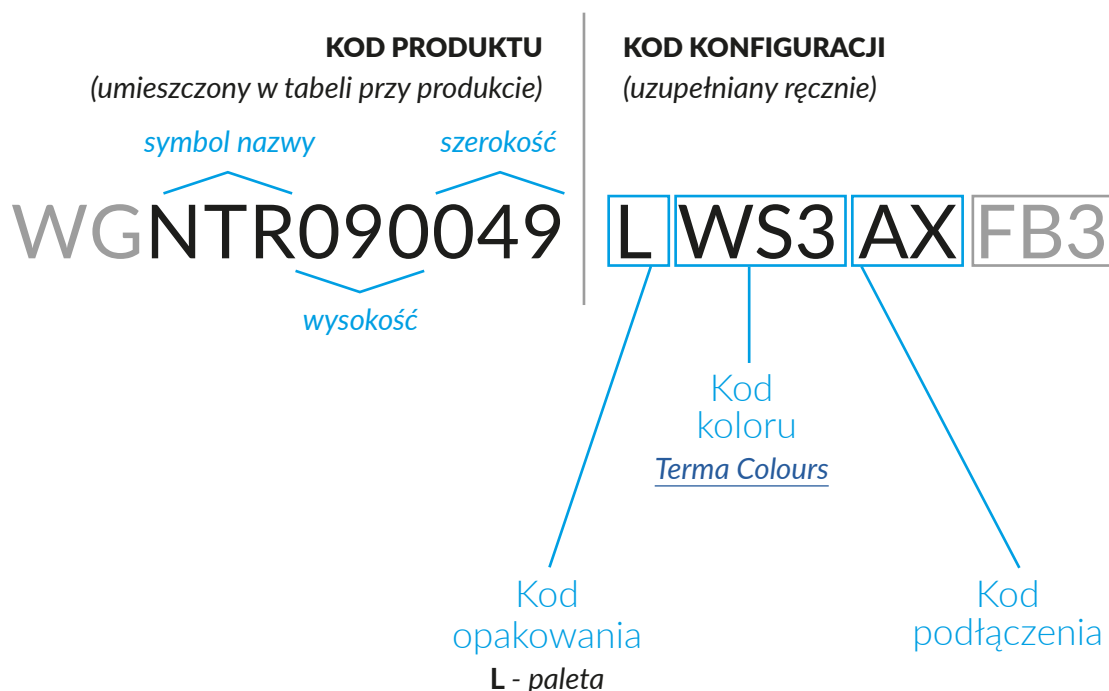 KOD PRODUKTU
(umieszczony w tabeli przy produkcie)
KOD KONFIGURACJI
(uzupełniany ręcznie)
symbol nazwy
szerokość
WGNTR090049
L WS3 AX FB3
wysokość
Kod
koloru
Terma Colours
Kod
opakowania
L - paleta
Kod
podłączenia